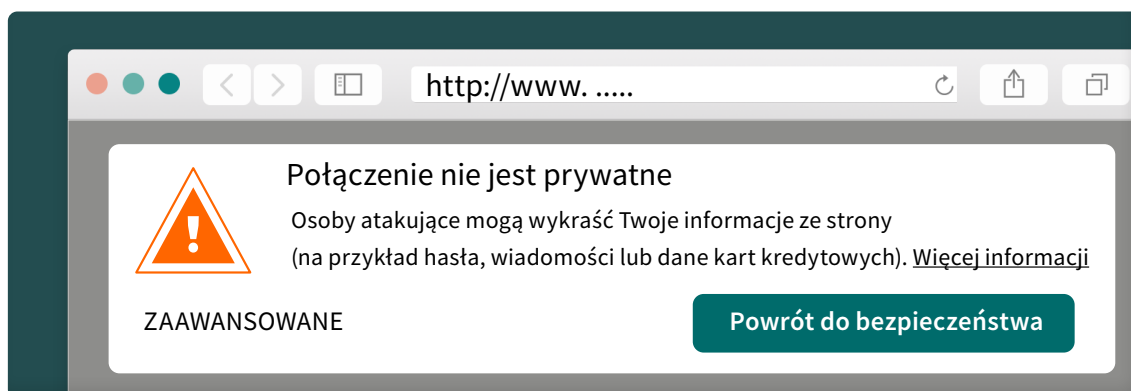 http://www. .....
Połączenie nie jest prywatne
Osoby atakujące mogą wykraść Twoje informacje ze strony
(na przykład hasła, wiadomości lub dane kart kredytowych). Więcej informacji
ZAAWANSOWANE
Powrót do bezpieczeństwa